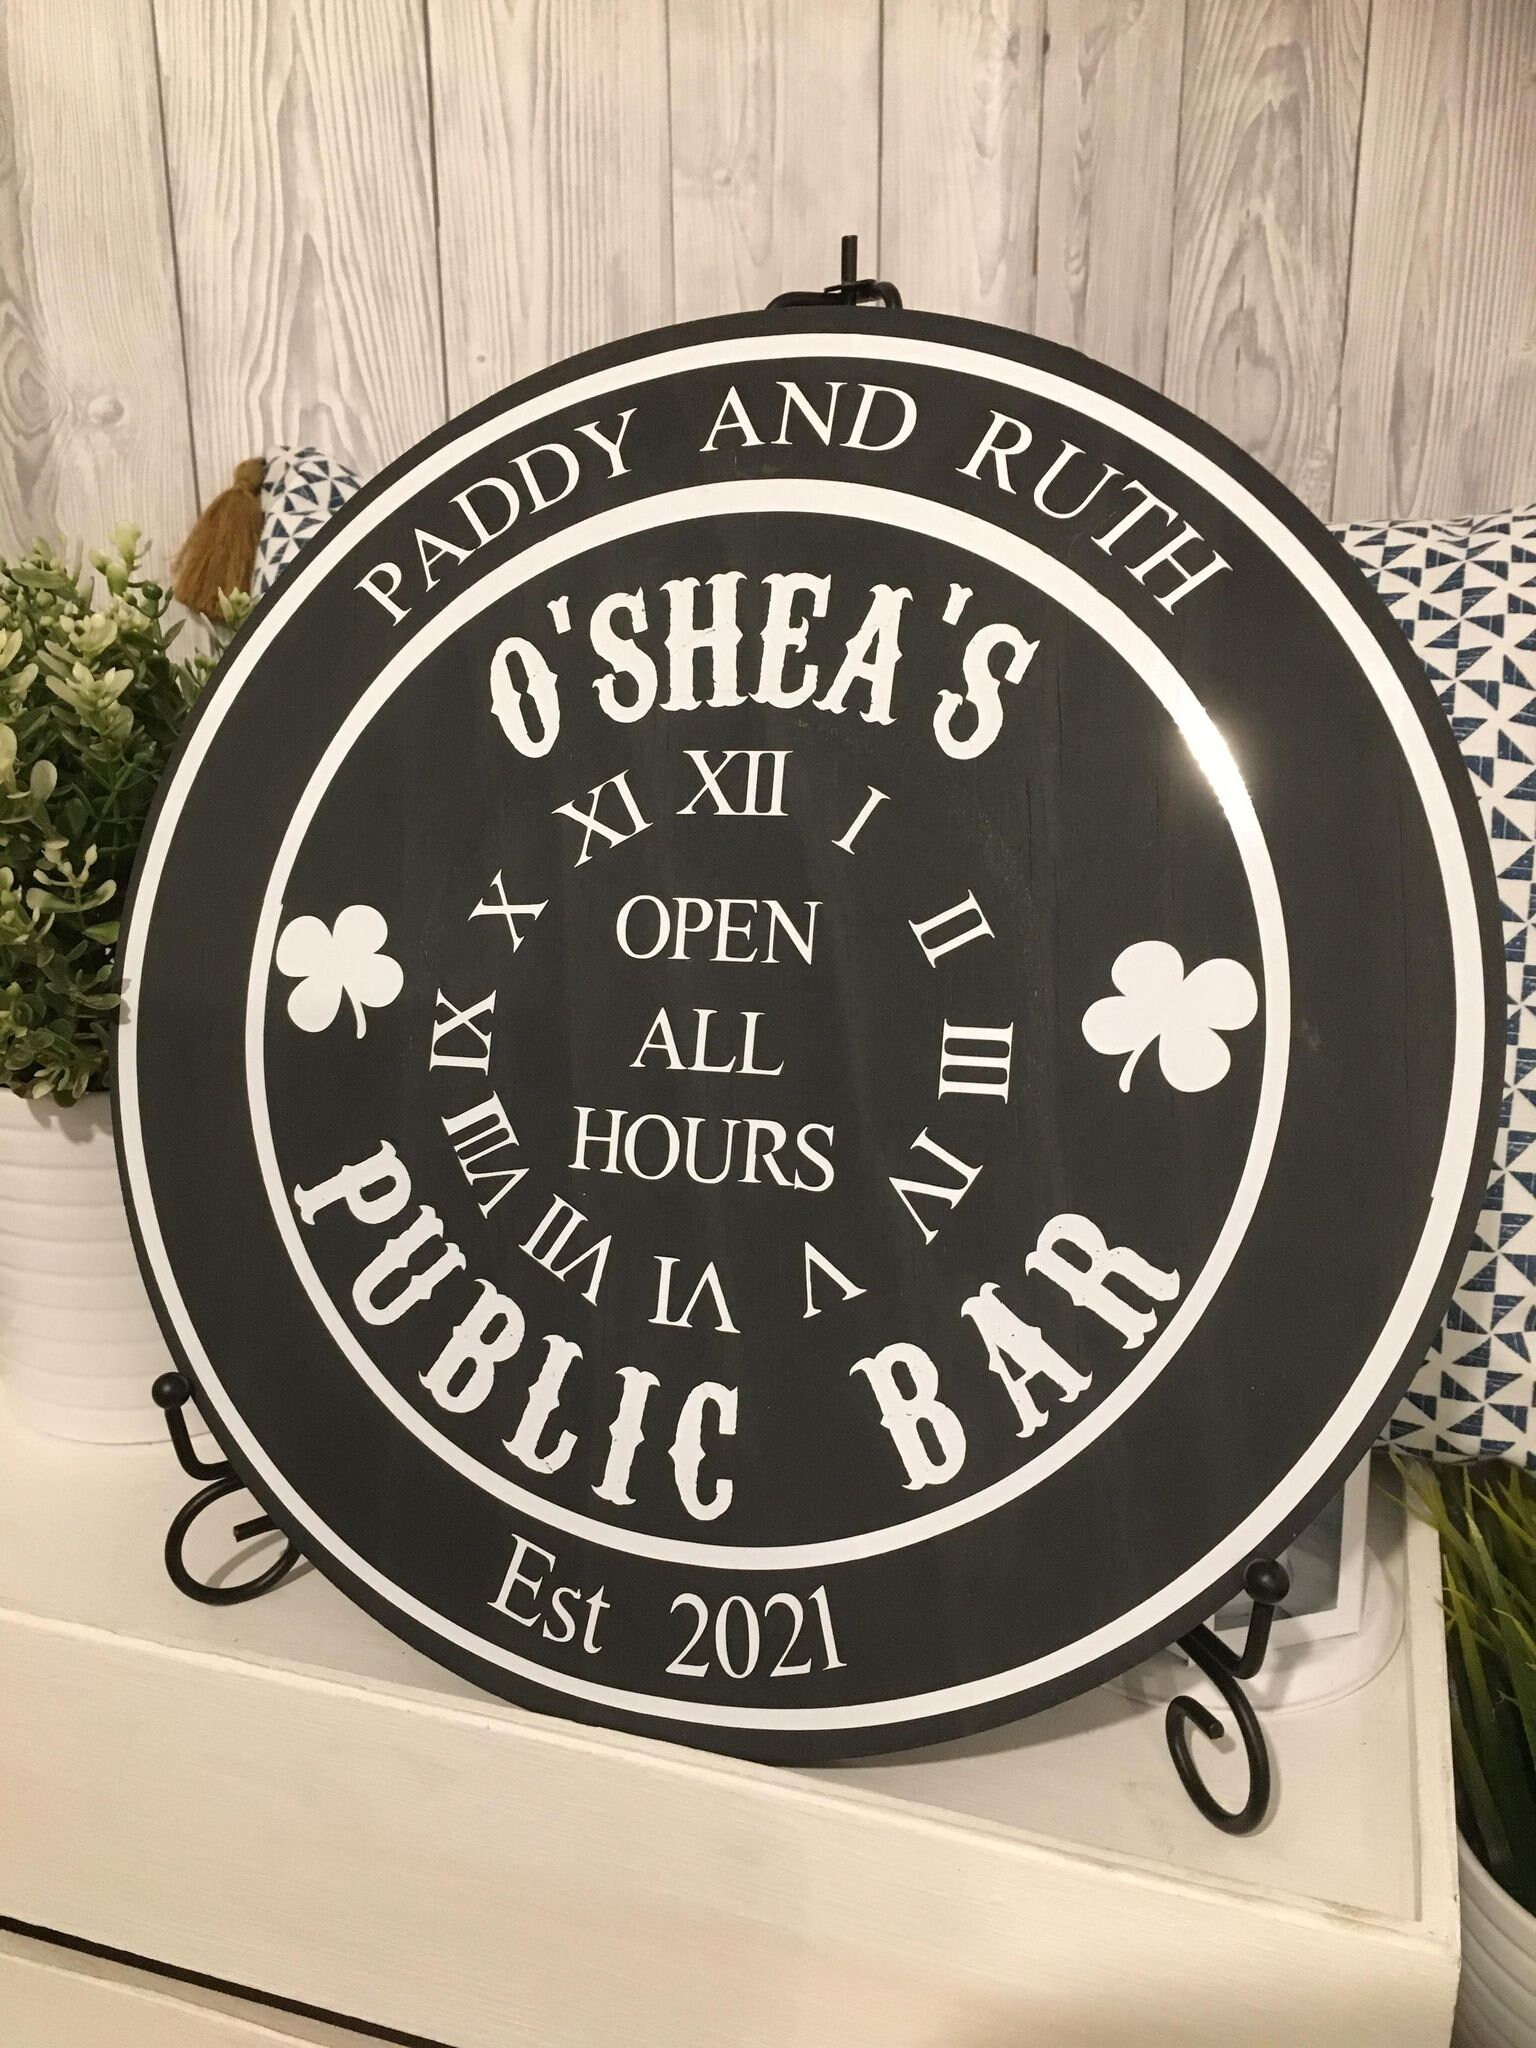 PADDY AND RUTH
O'SHEA'S
XII
I
II
III
IV
V
VI
VII
VIII
IX
X
XI
OPEN
ALL
HOURS
PUBLIC BAR
Est 2021